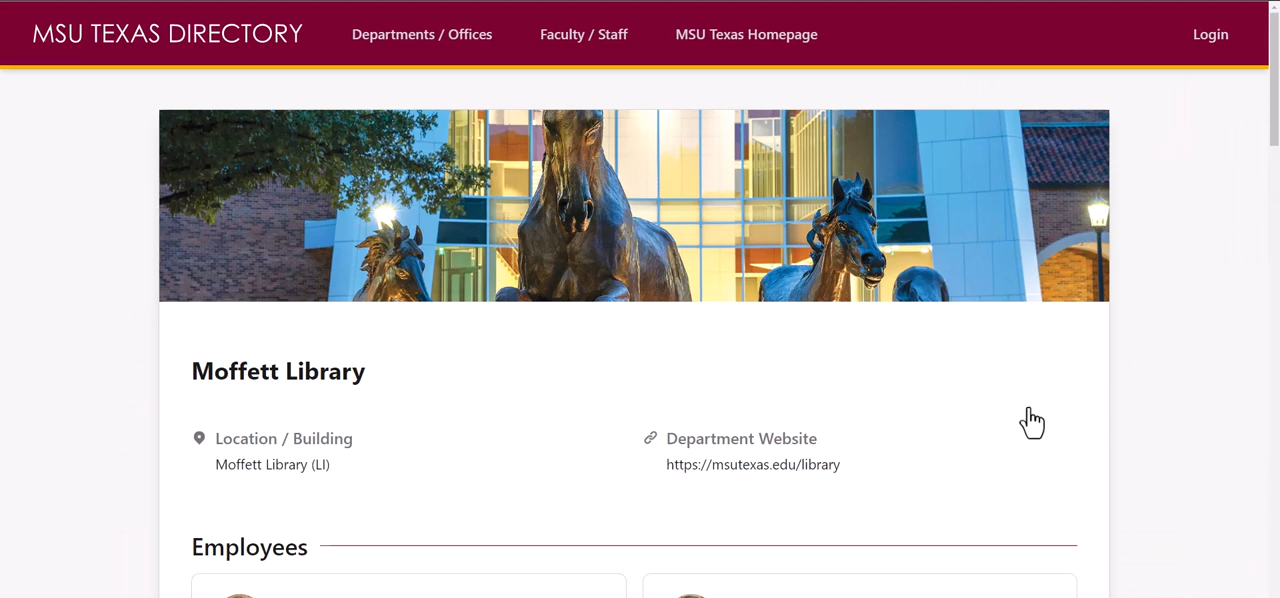 MSU TEXAS DIRECTORY Departments / Offices Faculty / Staff MSU Texas Homepage Login
Moffett Library
Location / Building
Moffett Library (LI)
Department Website
https://msutexas.edu/library
Employees